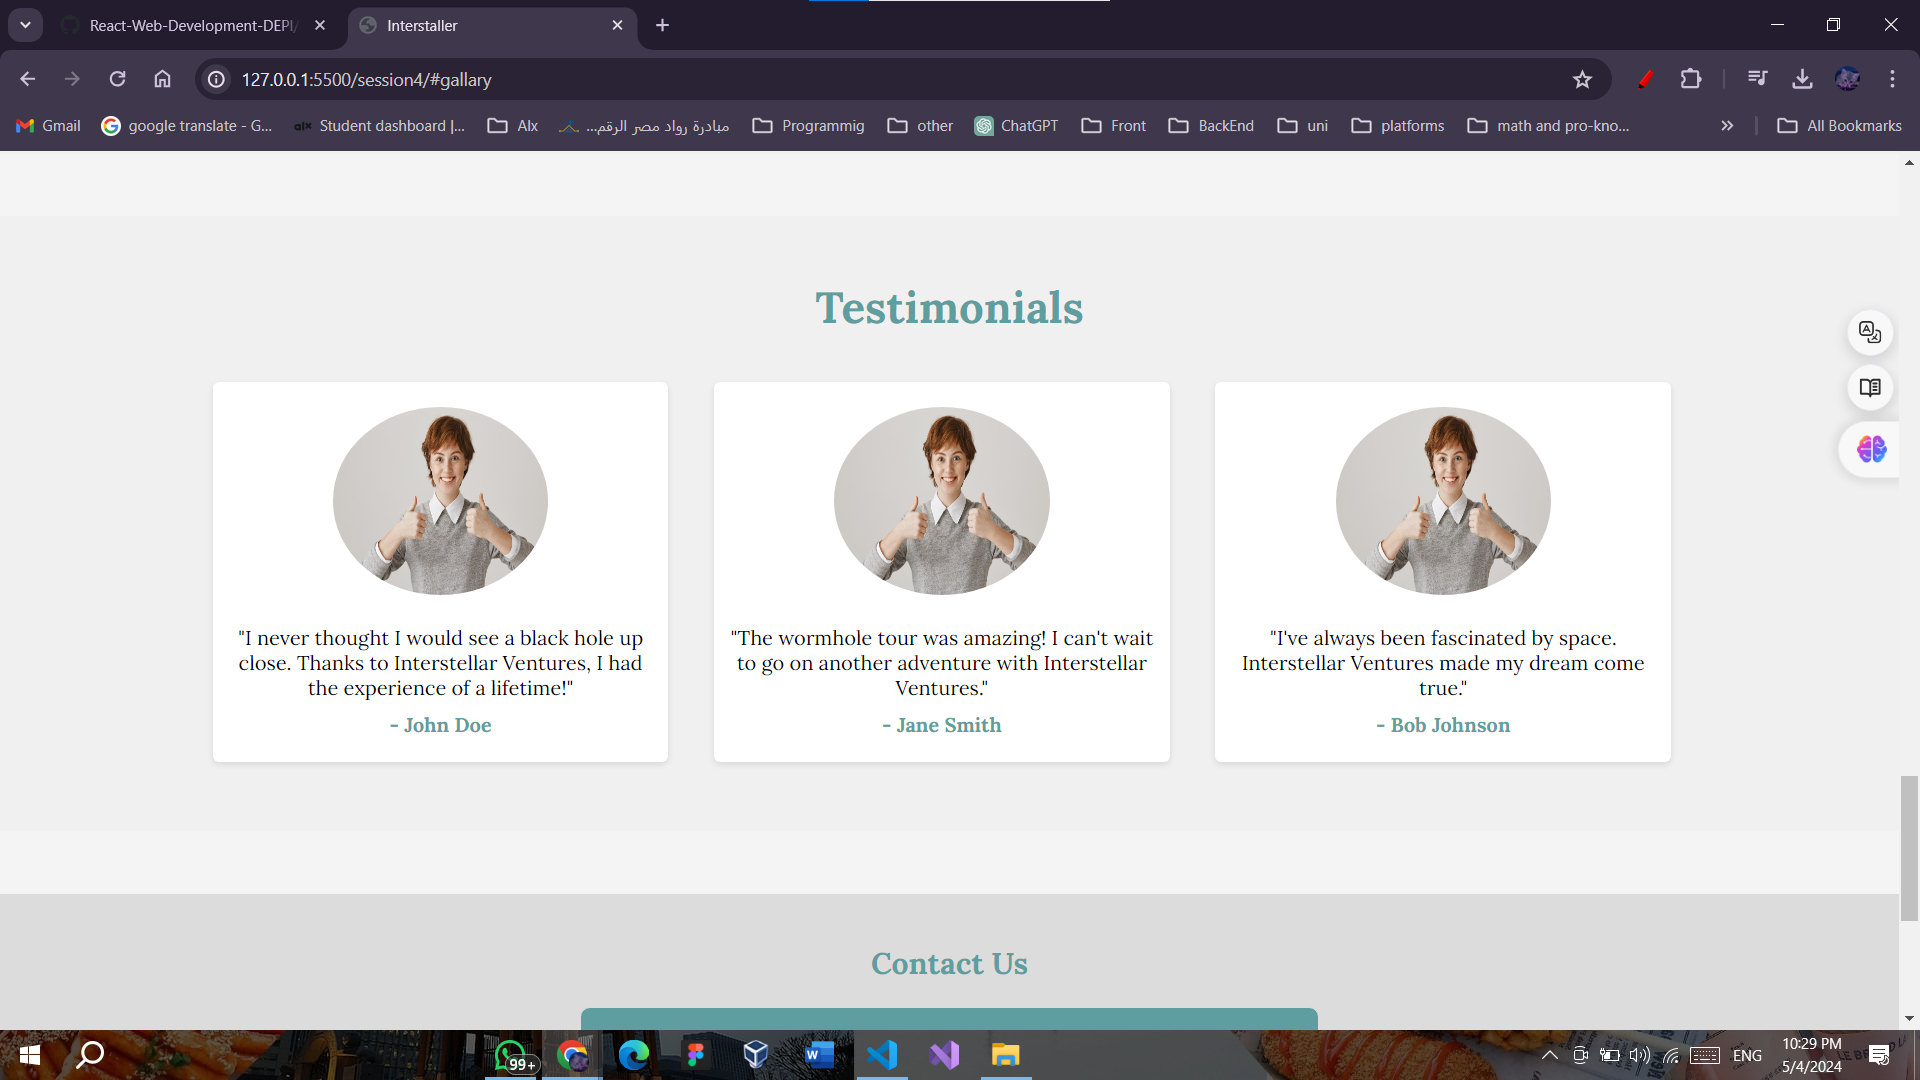 React-Web-Development-DEPI/
Interstaller
127.0.0.1:5500/session4/#gallary
Gmail
google translate - G...
alx
Student dashboard |...
Alx
مبادرة رواد مصر الرقم...
Programmig
other
ChatGPT
Front
BackEnd
uni
platforms
math and pro-kno...
All Bookmarks
Testimonials
"I never thought I would see a black hole up
close. Thanks to Interstellar Ventures, I had
the experience of a lifetime!"
- John Doe
"The wormhole tour was amazing! I can't wait
to go on another adventure with Interstellar
Ventures."
- Jane Smith
"I've always been fascinated by space.
Interstellar Ventures made my dream come
true."
- Bob Johnson
Contact Us
99+
ENG
10:29 PM
5/4/2024